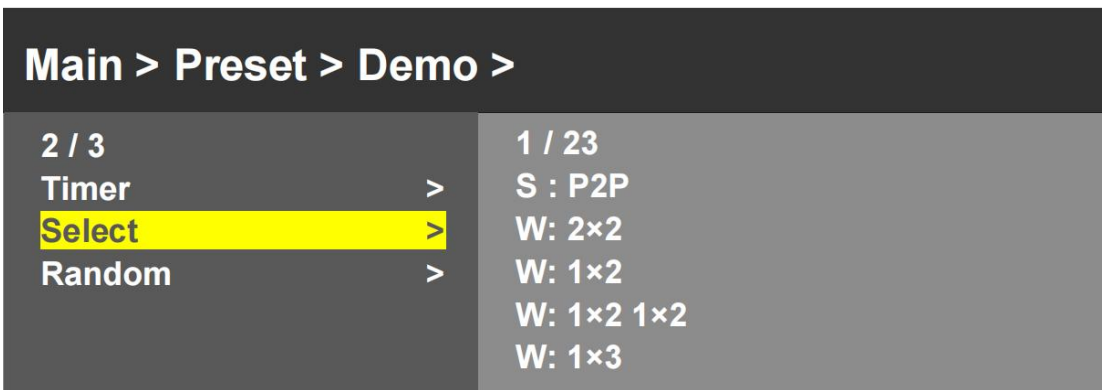 Main > Preset > Demo >
2 / 3
Timer >
Select >
Random >
1 / 23
S : P2P
W: 2×2
W: 1×2
W: 1×2 1×2
W: 1×3